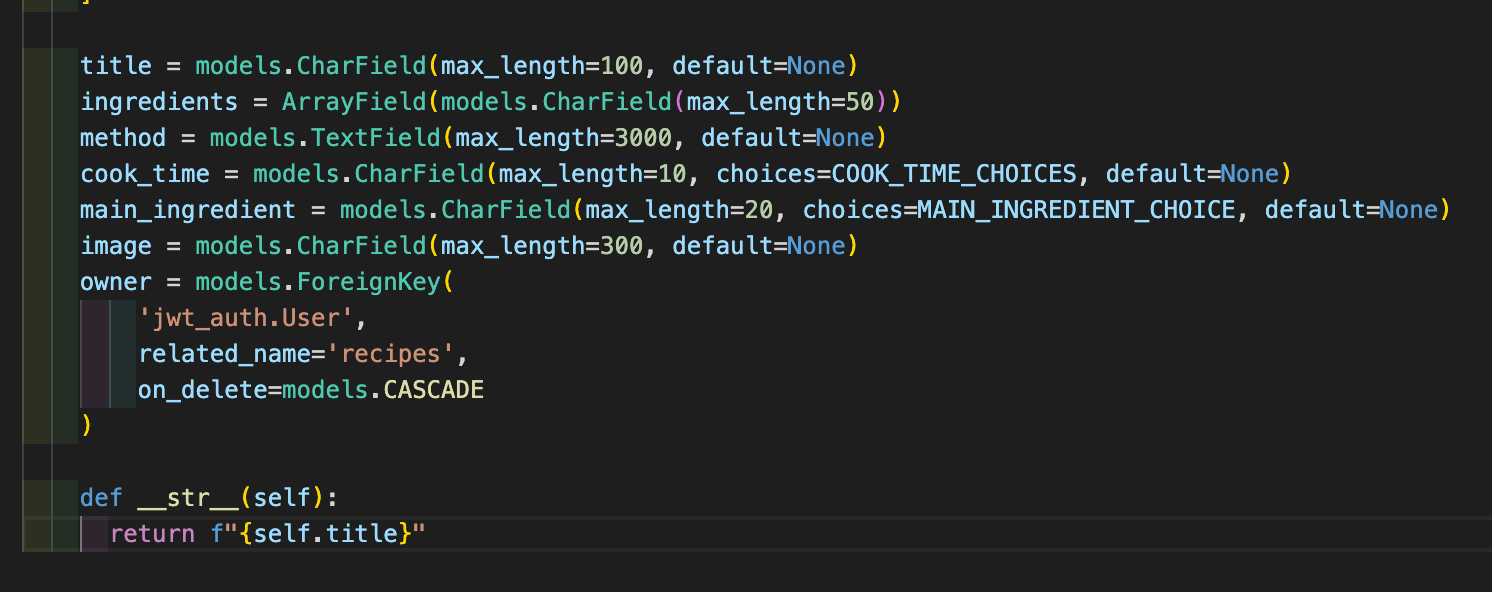 ]
title = models.CharField(max_length=100, default=None)
ingredients = ArrayField(models.CharField(max_length=50))
method = models.TextField(max_length=3000, default=None)
cook_time = models.CharField(max_length=10, choices=COOK_TIME_CHOICES, default=None)
main_ingredient = models.CharField(max_length=20, choices=MAIN_INGREDIENT_CHOICE, default=None)
image = models.CharField(max_length=300, default=None)
owner = models.ForeignKey(
    'jwt_auth.User',
    related_name='recipes',
    on_delete=models.CASCADE
)
def __str__(self):
  return f"{self.title}"